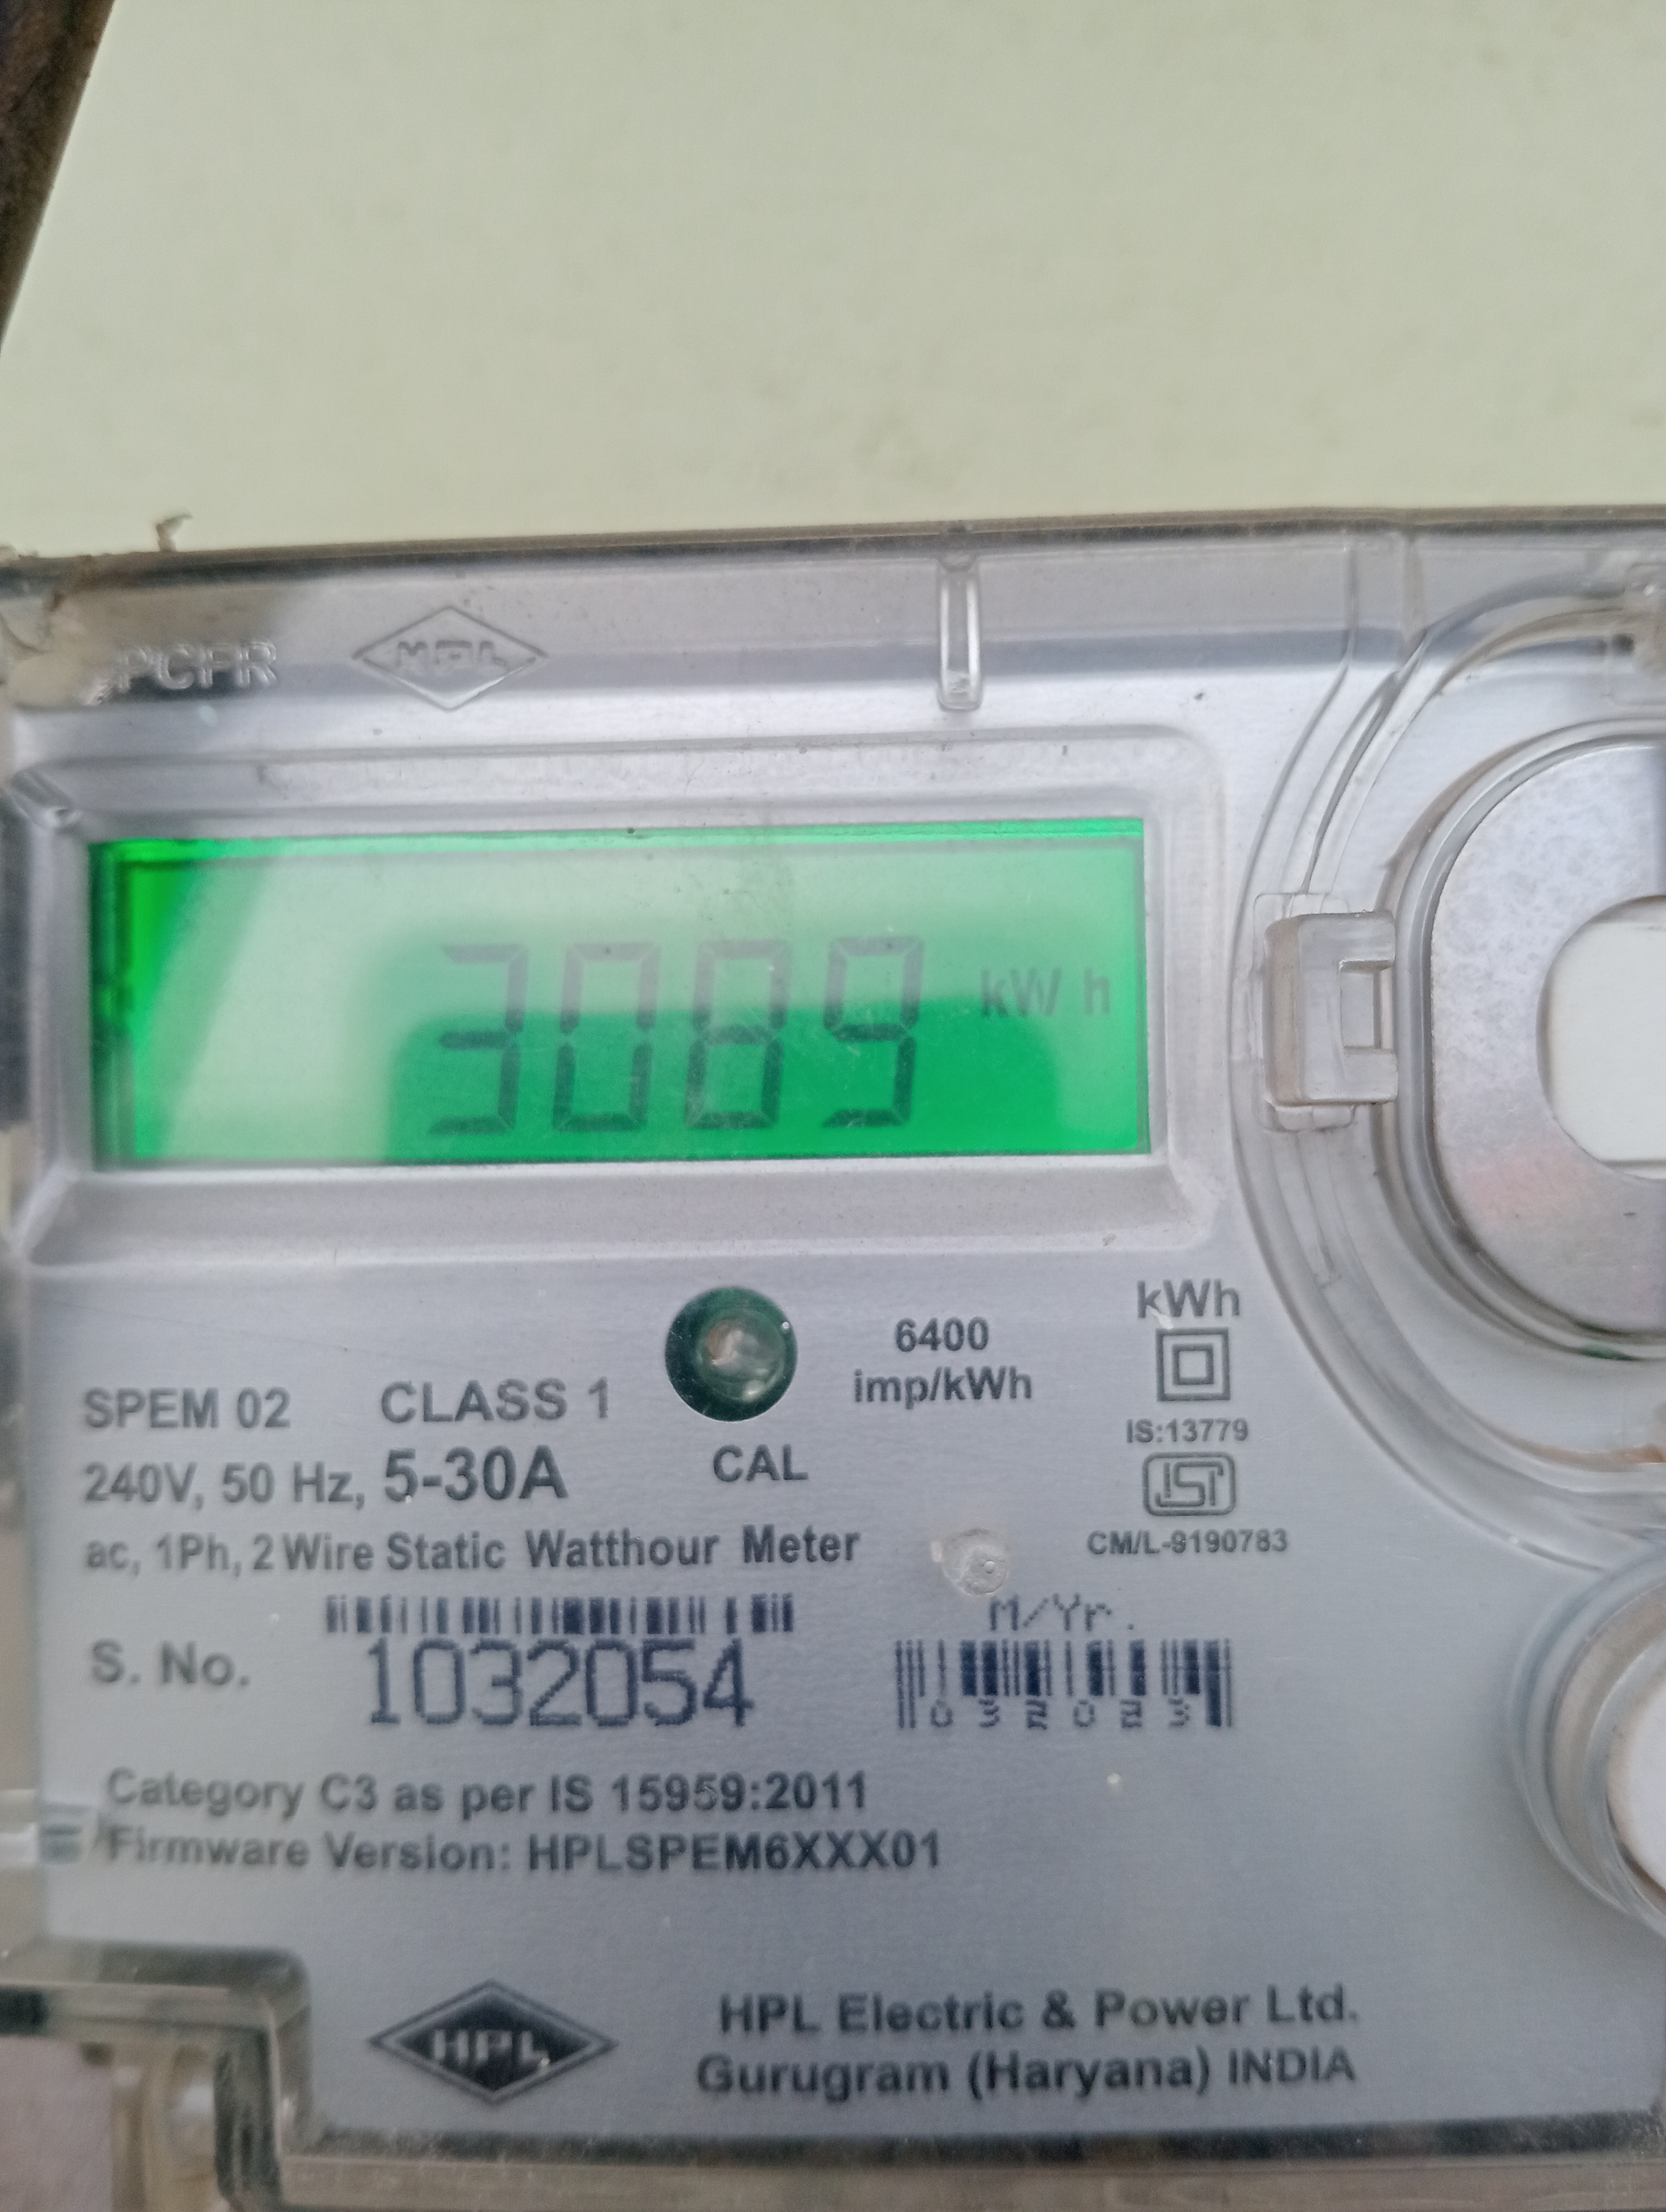 HPL
3089 kWh
kWh
6400
imp/kWh
SPEM 02 CLASS 1
IS:13779
CAL
240V, 50 Hz, 5-30A
ISI
ac, 1Ph, 2 Wire Static Watthour Meter
CM/L-9190783
M/Yr.
S. No. 1032054
032023
Category C3 as per IS 15959:2011
Firmware Version: HPLSPEM6XXX01
HPL
HPL Electric & Power Ltd.
Gurugram (Haryana) INDIA